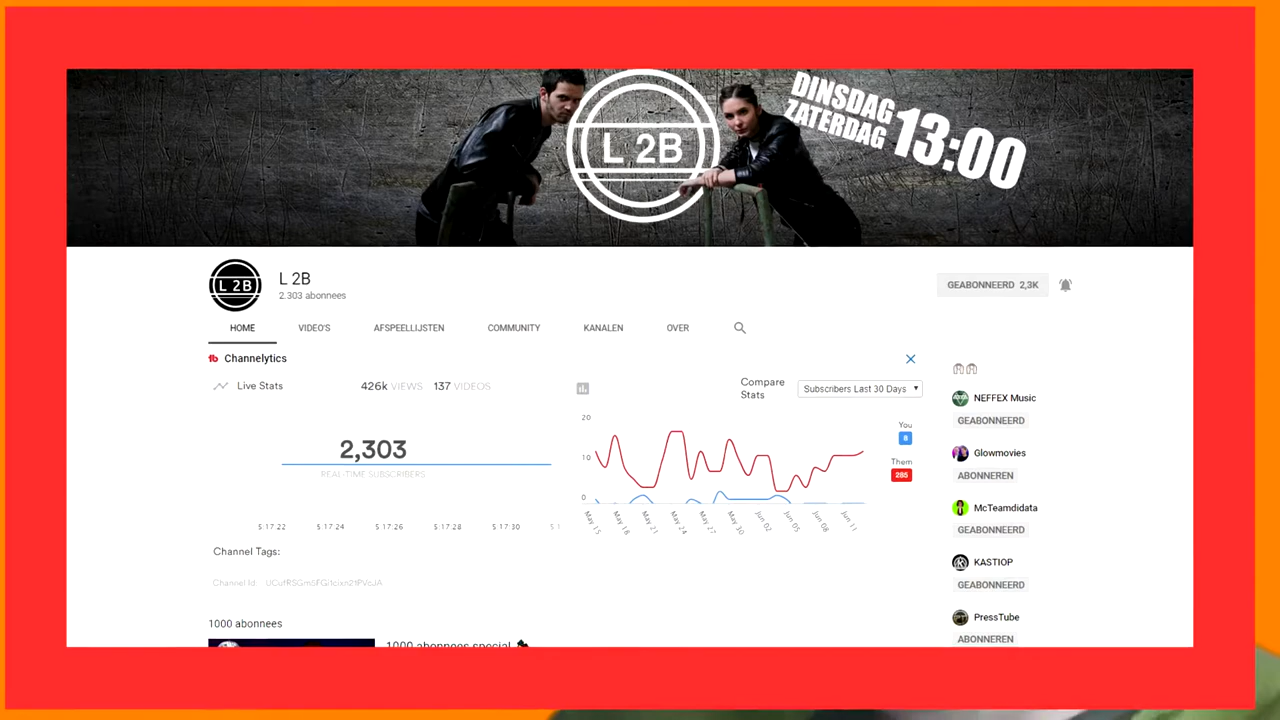 L 2B
DINSDAG
ZATERDAG
13:00
L 2B
L 2B
2.303 abonnees
GEABONNEERD 2,3K
HOME
VIDEO'S
AFSPEELLIJSTEN
COMMUNITY
KANALEN
OVER
tb Channelytics
Live Stats
426k VIEWS 137 VIDEOS
Compare
Stats
Subscribers Last 30 Days
2,303
REAL-TIME SUBSCRIBERS
5:17:22
5:17:24
5:17:26
5:17:28
5:17:30
20
10
0
May 15
May 18
May 21
May 24
May 27
May 30
Jun 02
Jun 05
Jun 08
Jun 11
You
8
Them
285
Channel Tags:
Channel Id:
1000 abonnees
1000 abonnees special
NEFFEX Music
GEABONNEERD
Glowmovies
ABONNEREN
McTeamdidata
GEABONNEERD
KASTIOP
GEABONNEERD
PressTube
ABONNEREN